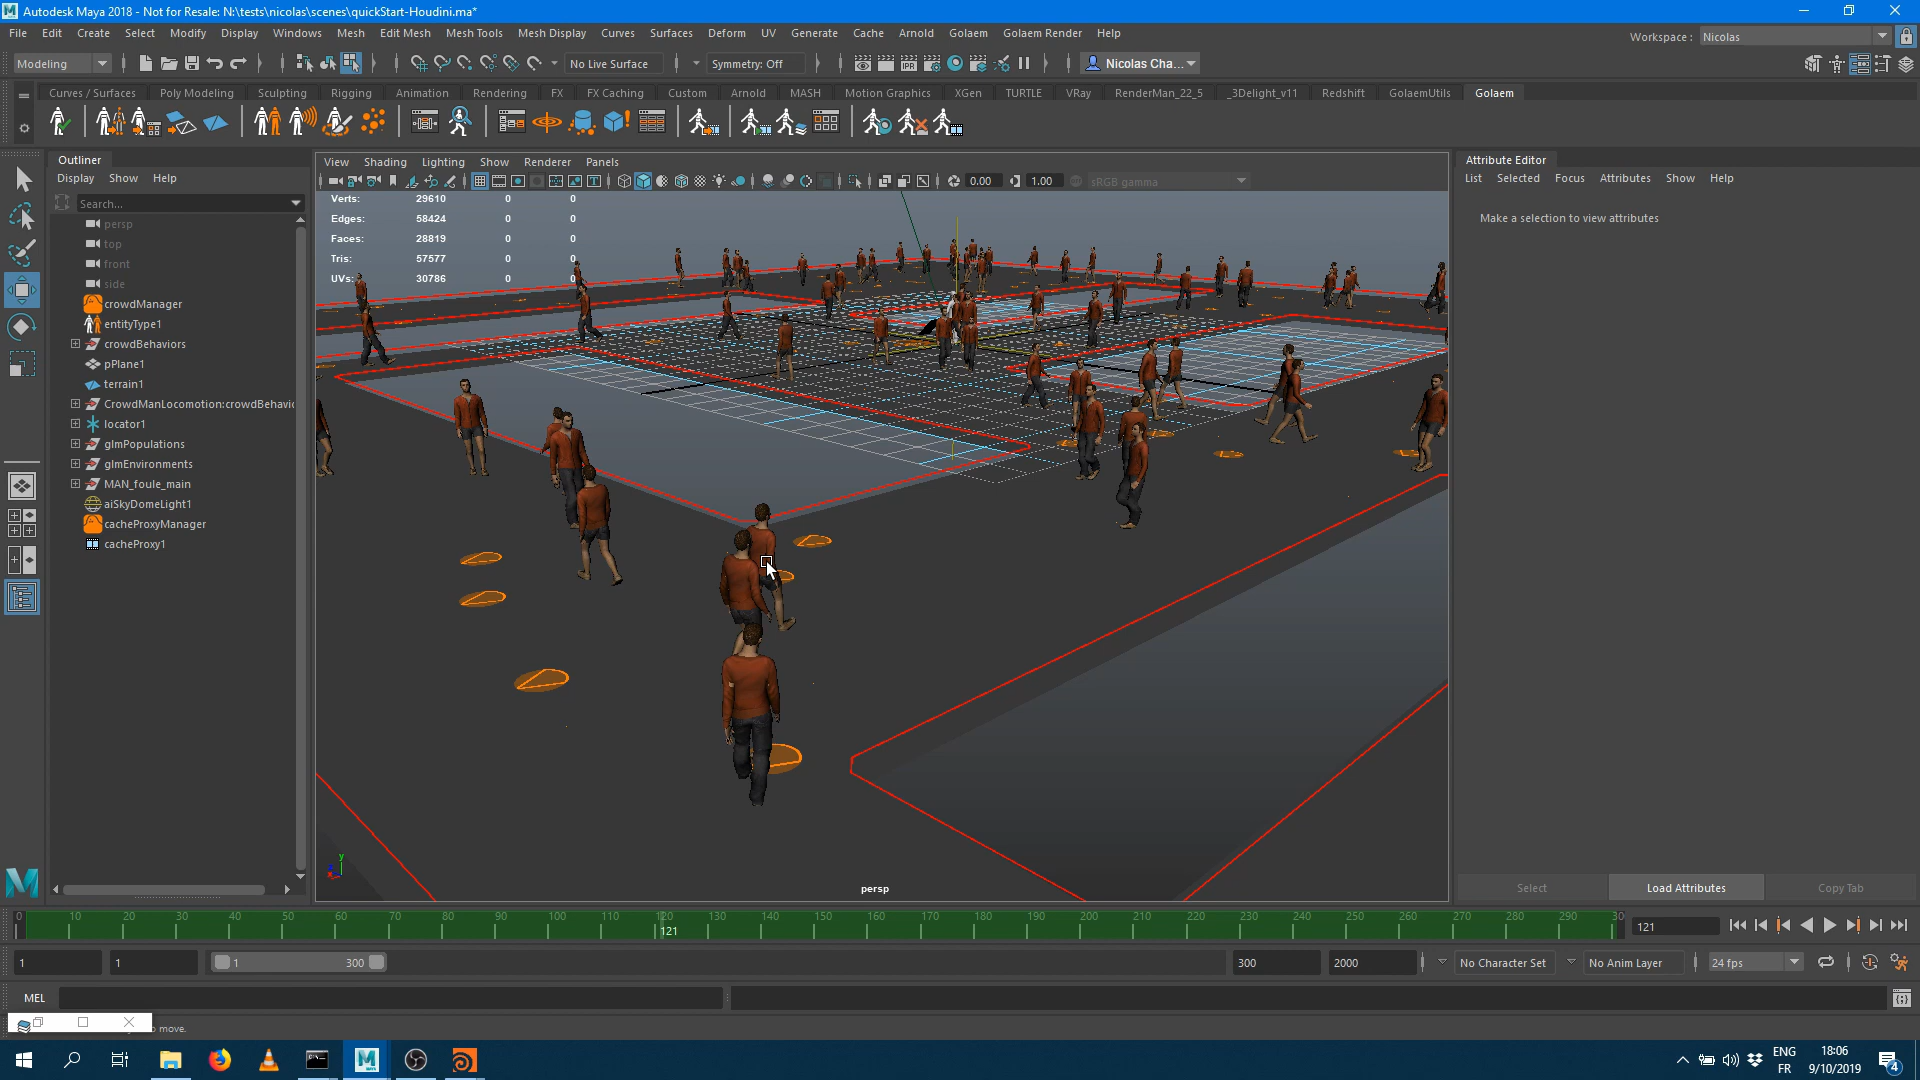 Autodesk Maya 2018 - Not for Resale: N:\tests\nicolas\scenes\quickStart-Houdini.ma*
File Edit Create Select Modify Display Windows Mesh Edit Mesh Mesh Tools Mesh Display Curves Surfaces Deform UV Generate Cache Arnold Golaem Golaem Render Help
Workspace : Nicolas
Modeling No Live Surface Symmetry: Off Nicolas Cha...
Curves / Surfaces Poly Modeling Sculpting Rigging Animation Rendering FX FX Caching Custom Arnold MASH Motion Graphics XGen TURTLE VRay RenderMan_22_5 _3Delight_v11 Redshift GolaemUtils Golaem
Outliner
Display Show Help
Search...
persp
top
front
side
crowdManager
entityType1
crowdBehaviors
pPlane1
terrain1
CrowdManLocomotion:crowdBehavi
locator1
glmPopulations
glmEnvironments
MAN_foule_main
aiSkyDomeLight1
cacheProxyManager
cacheProxy1
View Shading Lighting Show Renderer Panels
0.00 1.00 sRGB gamma
Verts: 29610 0 0
Edges: 58424 0 0
Faces: 28819 0 0
Tris: 57577 0 0
UVs: 30786 0 0
y
persp
Attribute Editor
List Selected Focus Attributes Show Help
Make a selection to view attributes
Select Load Attributes Copy Tab
0 10 20 30 40 50 60 70 80 90 100 110 120 130 140 150 160 170 180 190 200 210 220 230 240 250 260 270 280 290 30
121
121
1 1 1 300 300 2000 No Character Set No Anim Layer 24 fps
MEL
o move.
ENG
FR
18:06
9/10/2019
4